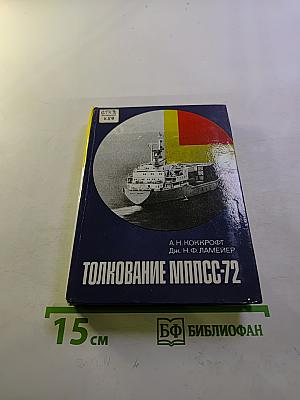 А.Н. КОККРОФТ
Дж. Н.Ф. ЛАМЕЙЕР
ТОЛКОВАНИЕ МППСС-72
15 см
БФ БИБЛИОФАН